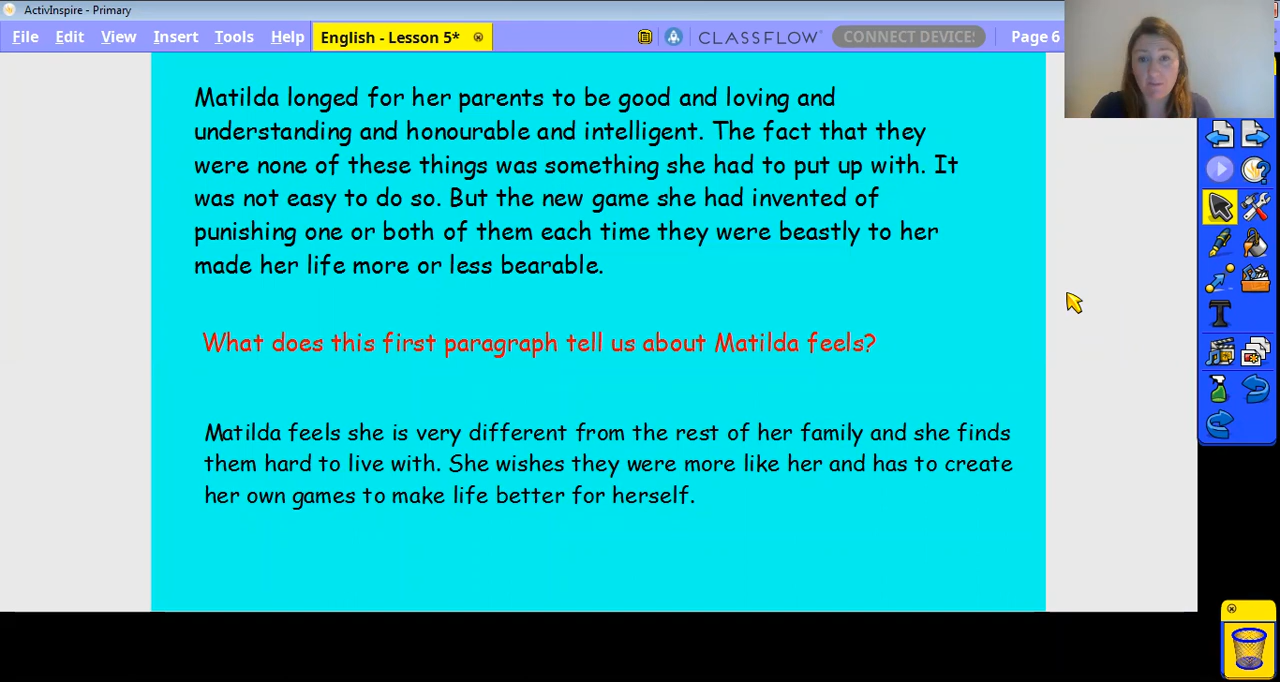 ActivInspire - Primary
File Edit View Insert Tools Help English - Lesson 5* CLASSFLOW CONNECT DEVICES Page 6
Matilda longed for her parents to be good and loving and
understanding and honourable and intelligent. The fact that they
were none of these things was something she had to put up with. It
was not easy to do so. But the new game she had invented of
punishing one or both of them each time they were beastly to her
made her life more or less bearable.
What does this first paragraph tell us about Matilda feels?
Matilda feels she is very different from the rest of her family and she finds
them hard to live with. She wishes they were more like her and has to create
her own games to make life better for herself.